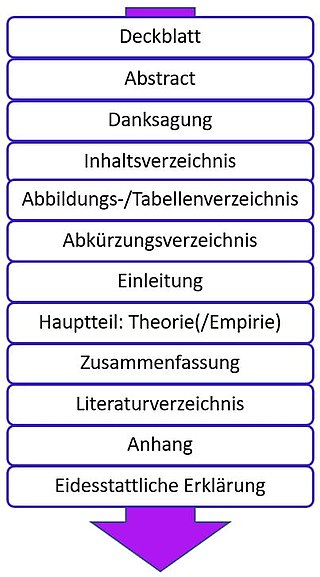 Deckblatt
Abstract
Danksagung
Inhaltsverzeichnis
Abbildungs-/Tabellenverzeichnis
Abkürzungsverzeichnis
Einleitung
Hauptteil: Theorie(/Empirie)
Zusammenfassung
Literaturverzeichnis
Anhang
Eidesstattliche Erklärung